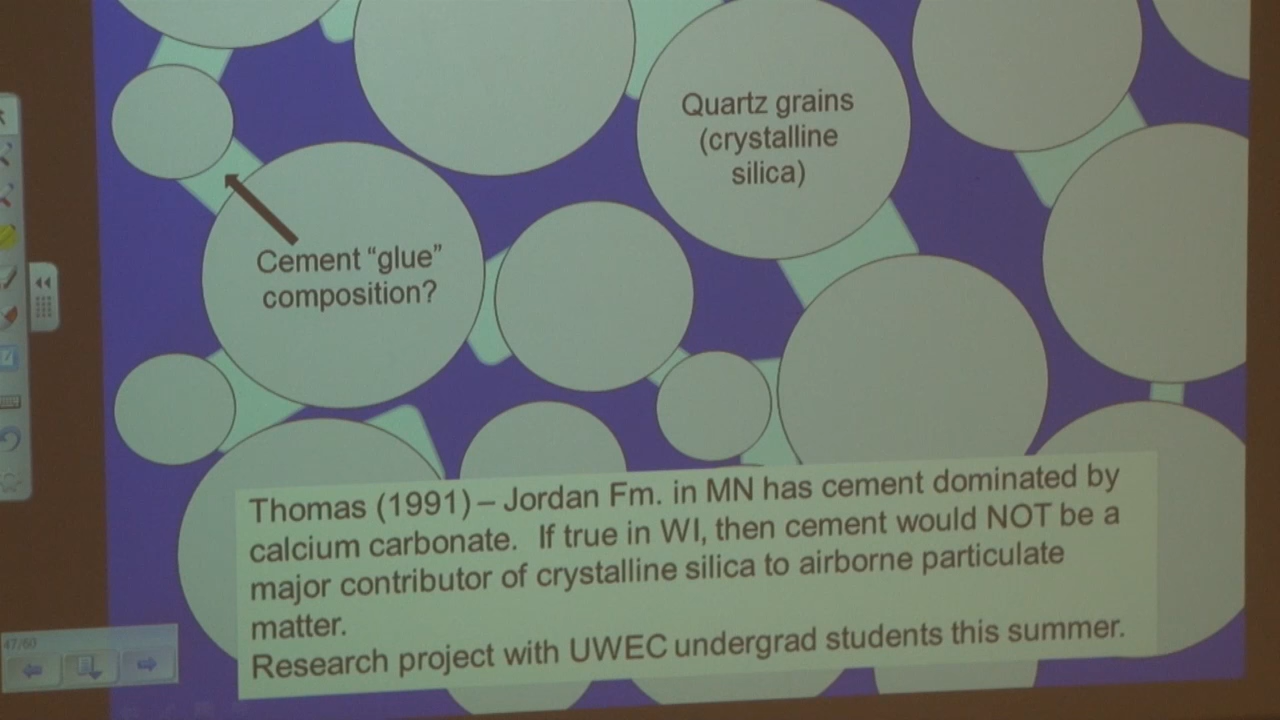 Quartz grains
(crystalline
silica)
Cement “glue”
composition?
Thomas (1991) – Jordan Fm. in MN has cement dominated by
calcium carbonate. If true in WI, then cement would NOT be a
major contributor of crystalline silica to airborne particulate
matter.
Research project with UWEC undergrad students this summer.
47/60